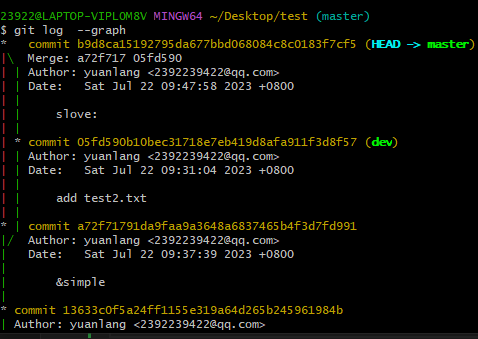 23922@LAPTOP-VIPLOM8V MINGW64 ~/Desktop/test (master)
$ git log --graph
*   commit b9d8ca15192795da677bbd068084c8c0183f7cf5 (HEAD -> master)
|\  Merge: a72f717 05fd590
| | Author: yuanlang <2392239422@qq.com>
| | Date:   Sat Jul 22 09:47:58 2023 +0800
| |
| |     slove:
| |
| * commit 05fd590b10bec31718e7eb419d8afa911f3d8f57 (dev)
| | Author: yuanlang <2392239422@qq.com>
| | Date:   Sat Jul 22 09:31:04 2023 +0800
| |
| |     add test2.txt
| |
* | commit a72f71791da9faa9a3648a6837465b4f3d7fd991
|/  Author: yuanlang <2392239422@qq.com>
|   Date:   Sat Jul 22 09:37:39 2023 +0800
|
|       &simple
|
* commit 13633c0f5a24ff1155e319a64d265b245961984b
| Author: yuanlang <2392239422@qq.com>